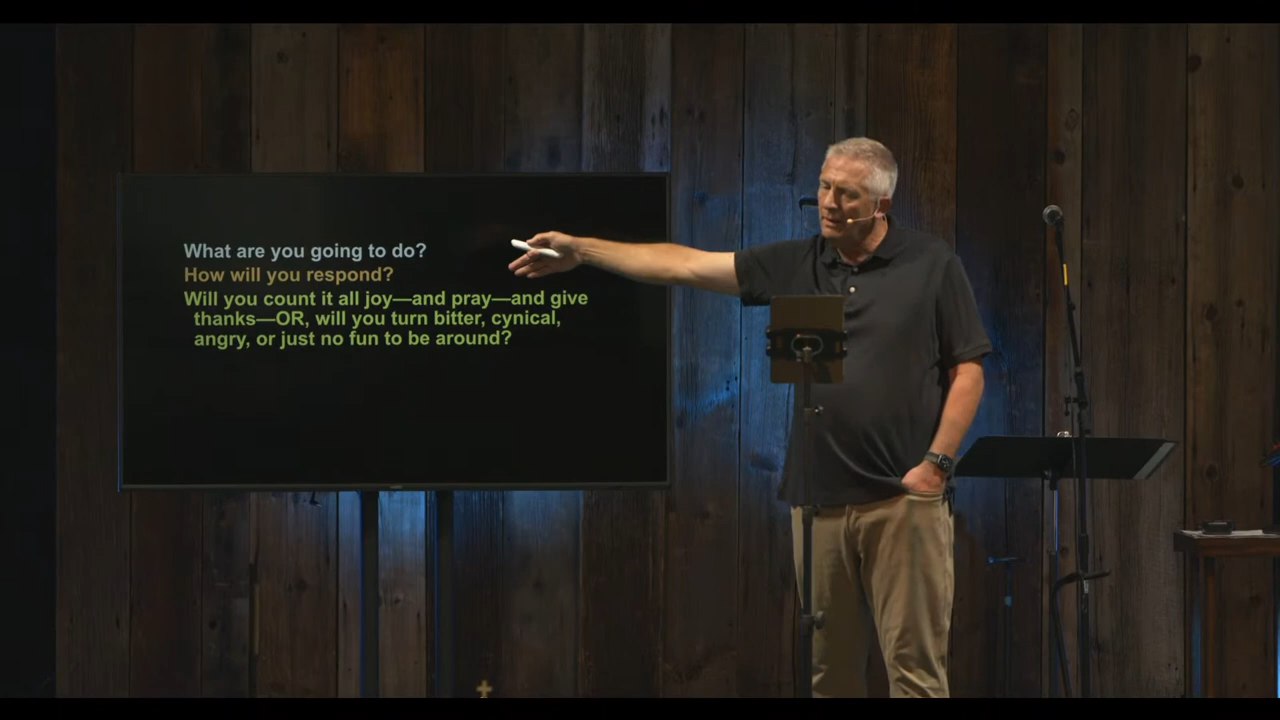 What are you going to do?
How will you respond?
Will you count it all joy—and pray—and give
thanks—OR, will you turn bitter, cynical,
angry, or just no fun to be around?